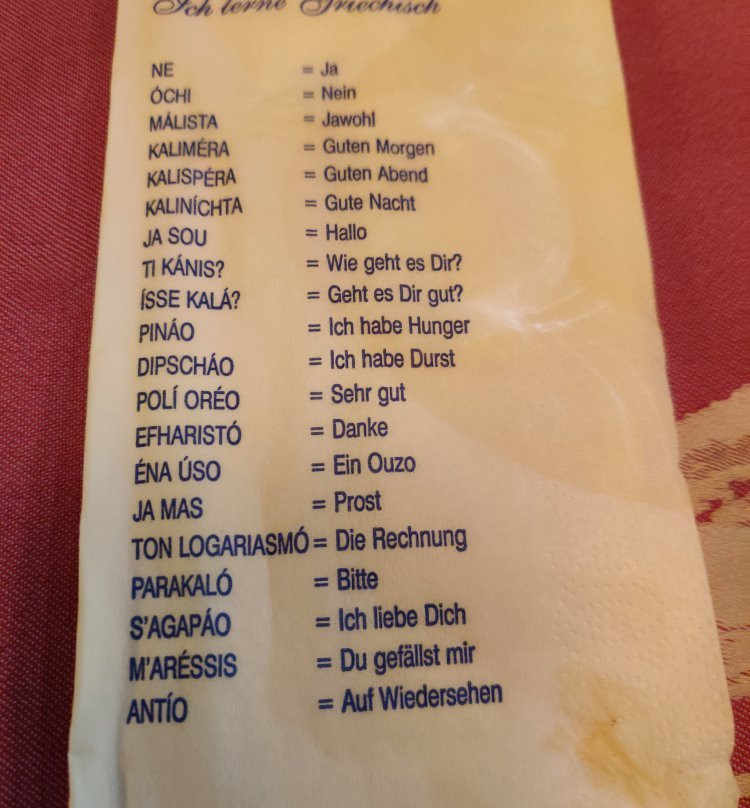 Ich lerne Griechisch
NE = Ja
ÓCHI = Nein
MÁLISTA = Jawohl
KALIMÉRA = Guten Morgen
KALISPÉRA = Guten Abend
KALINÍCHTA = Gute Nacht
JA SOU = Hallo
TI KÁNIS? = Wie geht es Dir?
ÍSSE KALÁ? = Geht es Dir gut?
PINÁO = Ich habe Hunger
DIPSCHÁO = Ich habe Durst
POLÍ ORÉO = Sehr gut
EFHARISTÓ = Danke
ÉNA ÚSO = Ein Ouzo
JA MAS = Prost
TON LOGARIASMÓ = Die Rechnung
PARAKALÓ = Bitte
S'AGAPÁO = Ich liebe Dich
M'ARÉSSIS = Du gefällst mir
ANTÍO = Auf Wiedersehen